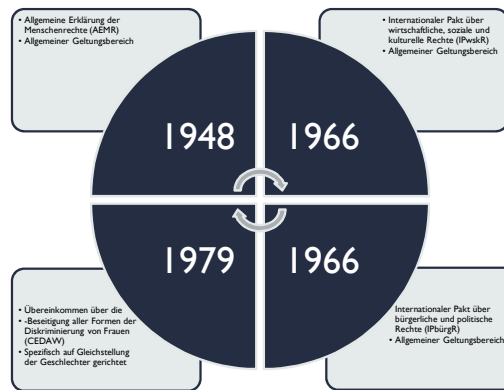 • Allgemeine Erklärung der
Menschenrechte (AEMR)
• Allgemeiner Geltungsbereich
1948
• Internationaler Pakt über
wirtschaftliche, soziale und
kulturelle Rechte (IPwskR)
• Allgemeiner Geltungsbereich
1966
1979
• Übereinkommen über die
• -Beseitigung aller Formen der
Diskriminierung von Frauen
(CEDAW)
• Spezifisch auf Gleichstellung
der Geschlechter gerichtet
1966
Internationaler Pakt über
bürgerliche und politische
Rechte (IPbürgR)
• Allgemeiner Geltungsbereich